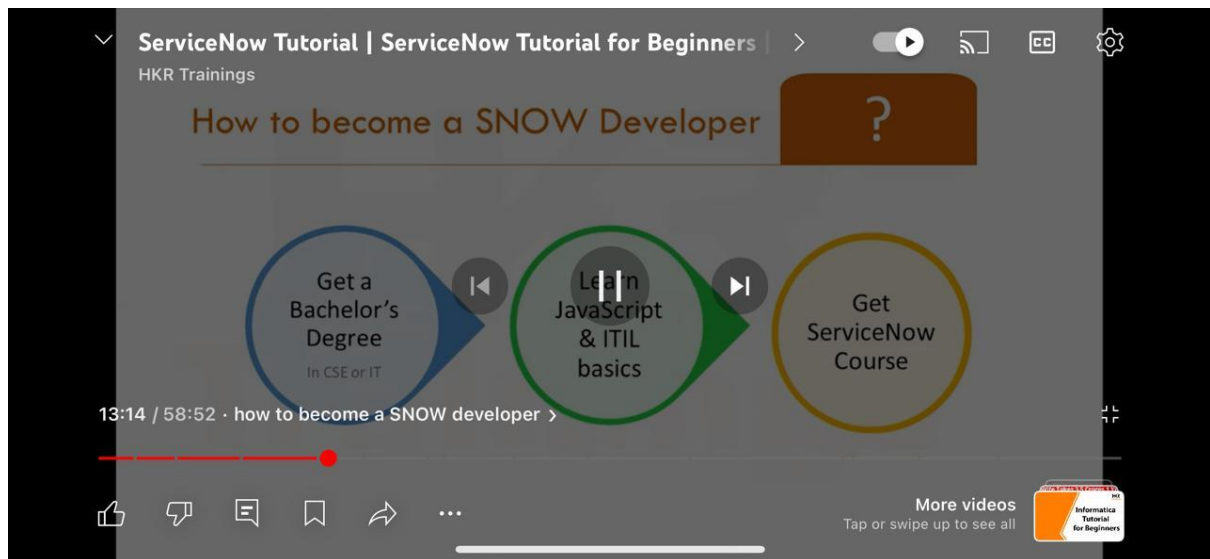 ServiceNow Tutorial | ServiceNow Tutorial for Beginners |
HKR Trainings
CC
How to become a SNOW Developer
?
Get a
Bachelor's
Degree
In CSE or IT
Learn
JavaScript
& ITIL
basics
Get
ServiceNow
Course
13:14 / 58:52 · how to become a SNOW developer >
More videos
Tap or swipe up to see all
Informatica
Tutorial
for Beginners